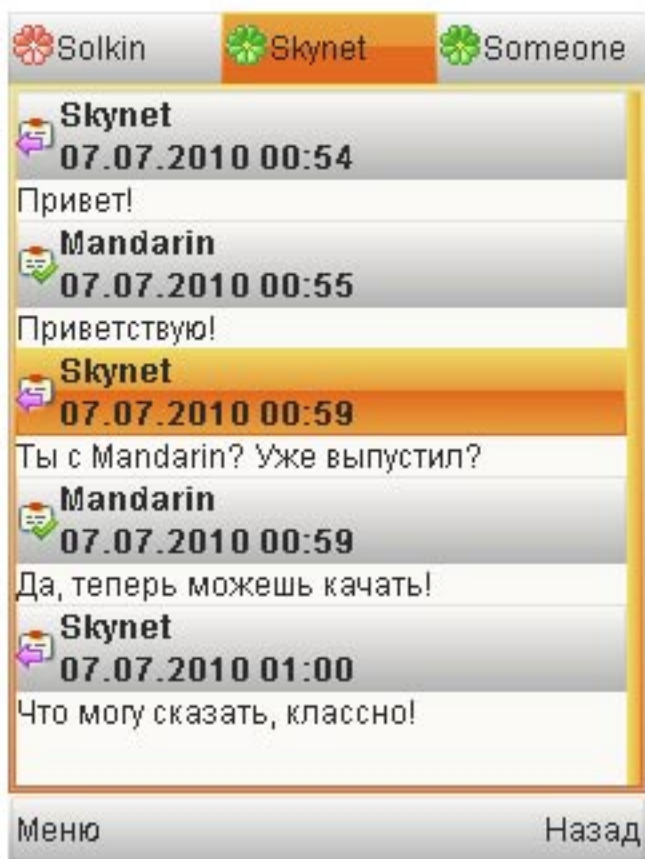 Solkin Skynet Someone
Skynet
07.07.2010 00:54
Привет!
Mandarin
07.07.2010 00:55
Приветствую!
Skynet
07.07.2010 00:59
Ты с Mandarin? Уже выпустил?
Mandarin
07.07.2010 00:59
Да, теперь можешь качать!
Skynet
07.07.2010 01:00
Что могу сказать, классно!
Меню Назад